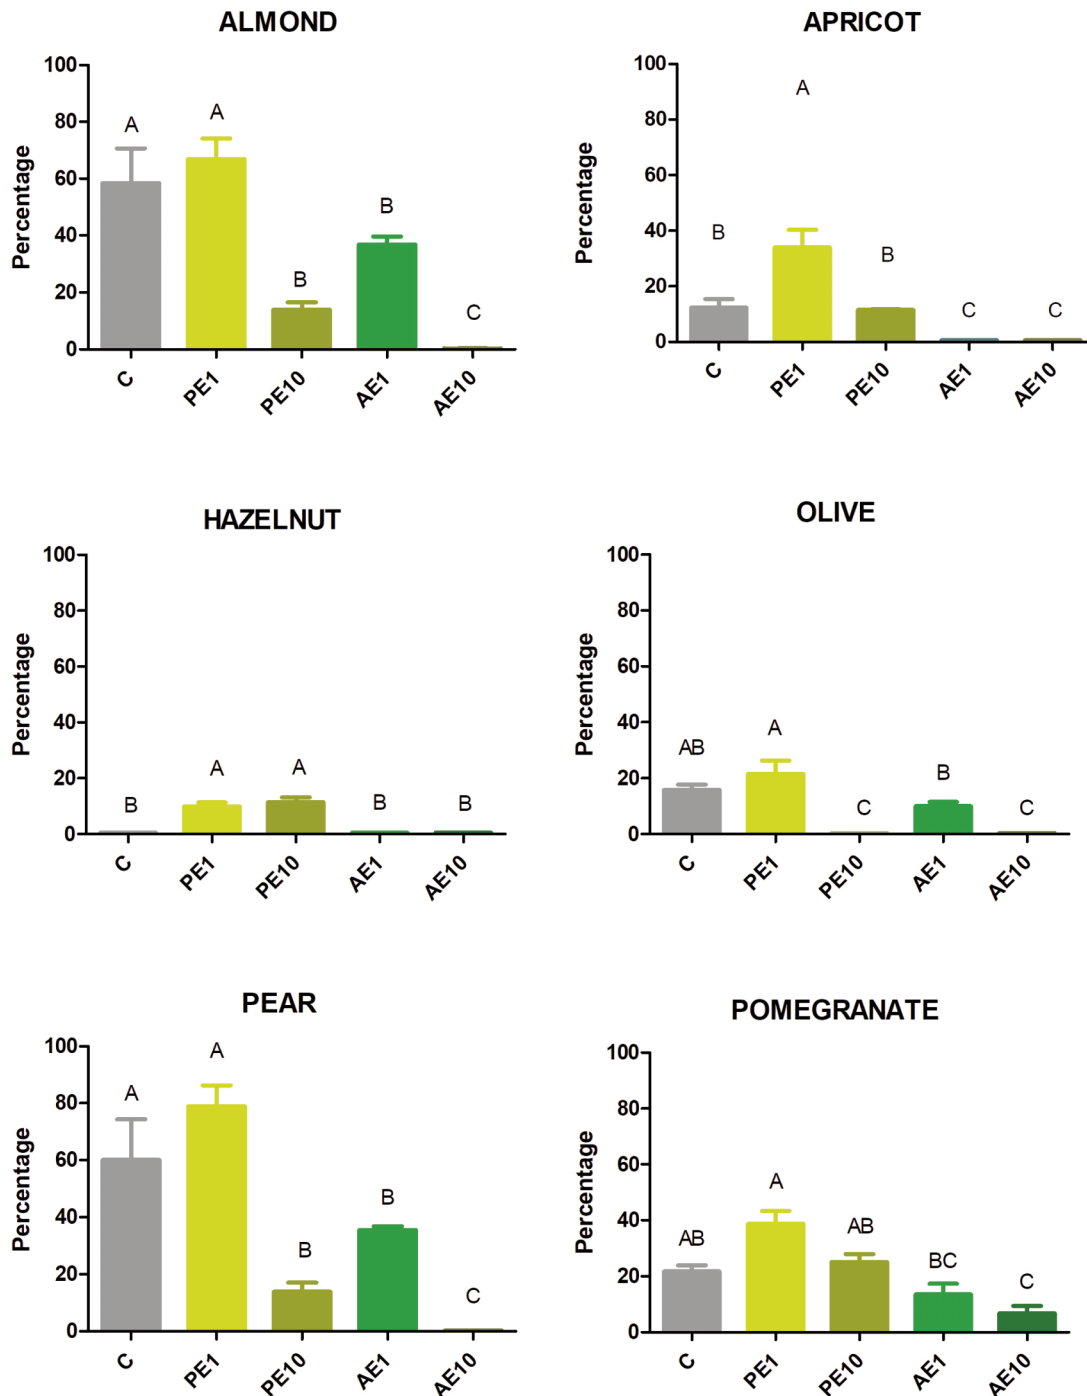 ALMOND
Percentage
100
80
60
40
20
0
A
A
B
B
C
C
PE1
PE10
AE1
AE10
APRICOT
Percentage
100
80
60
40
20
0
B
A
B
C
C
C
PE1
PE10
AE1
AE10
HAZELNUT
Percentage
100
80
60
40
20
0
B
A
A
B
B
C
PE1
PE10
AE1
AE10
OLIVE
Percentage
100
80
60
40
20
0
AB
A
C
B
C
C
PE1
PE10
AE1
AE10
PEAR
Percentage
100
80
60
40
20
0
A
A
B
B
C
C
PE1
PE10
AE1
AE10
POMEGRANATE
Percentage
100
80
60
40
20
0
AB
A
AB
BC
C
C
PE1
PE10
AE1
AE10